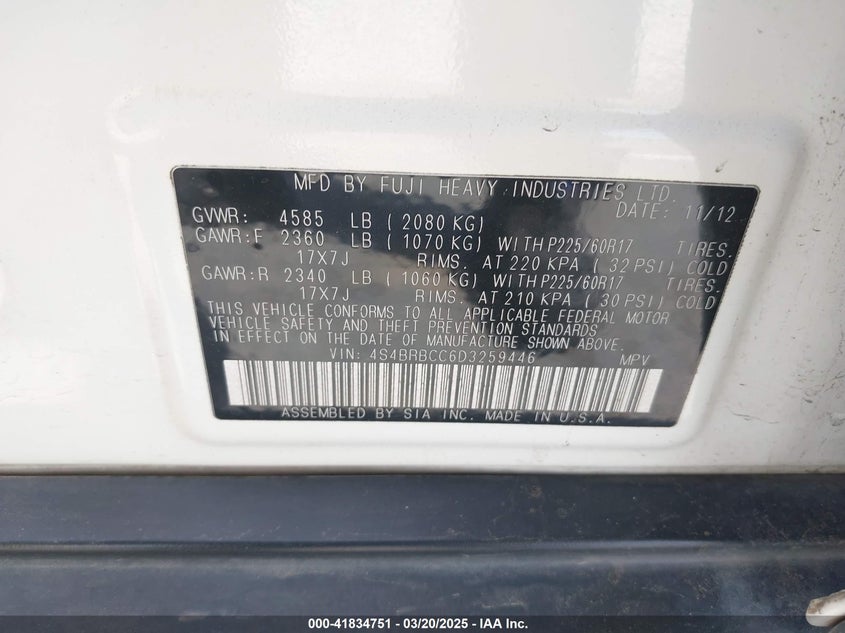 MFD BY FUJI HEAVY INDUSTRIES LTD.
DATE: 11/12
GVWR: 4585 LB ( 2080 KG)
GAWR:F 2360 LB ( 1070 KG) WITH P225/60R17 TIRES.
17X7J RIMS. AT 220 KPA ( 32 PSI) COLD
GAWR:R 2340 LB ( 1060 KG) WITH P225/60R17 TIRES.
17X7J RIMS. AT 210 KPA ( 30 PSI) COLD
THIS VEHICLE CONFORMS TO ALL APPLICABLE FEDERAL MOTOR
VEHICLE SAFETY AND THEFT PREVENTION STANDARDS
IN EFFECT ON THE DATE OF MANUFACTURE SHOWN ABOVE.
VIN: 4S4BRBCC6D3259446 MPV
ASSEMBLED BY SIA INC. MADE IN U.S.A.
000-41834751 — 03/20/2025 — IAA Inc.